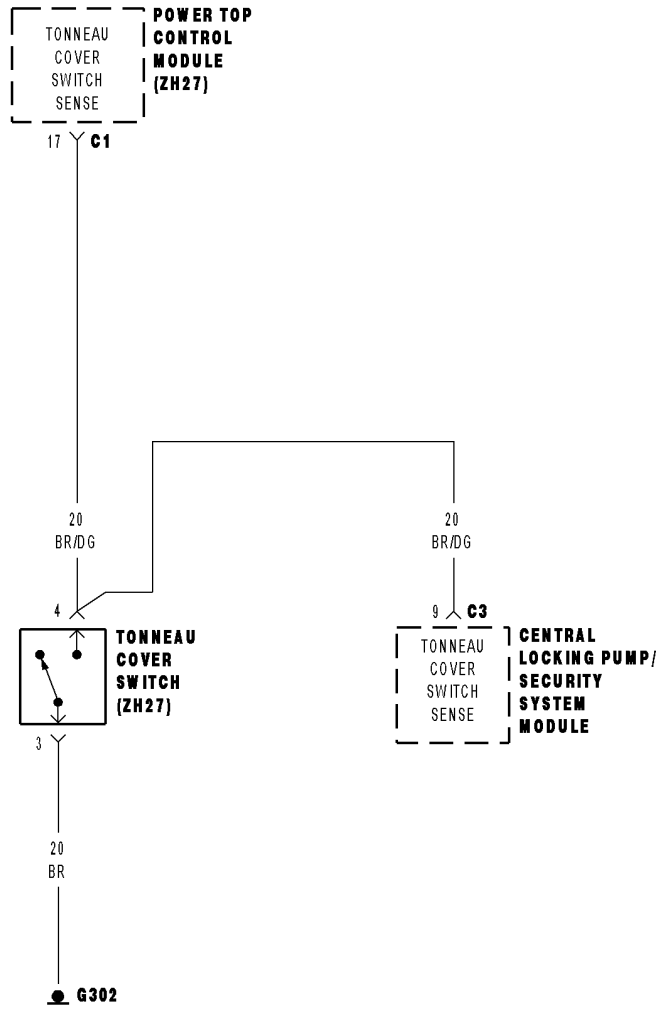 TONNEAU
COVER
SWITCH
SENSE
POWER TOP
CONTROL
MODULE
(ZH27)
17
C1
20
BR/DG
20
BR/DG
4
9
C3
TONNEAU
COVER
SWITCH
(ZH27)
TONNEAU
COVER
SWITCH
SENSE
CENTRAL
LOCKING PUMP/
SECURITY
SYSTEM
MODULE
3
20
BR
G302